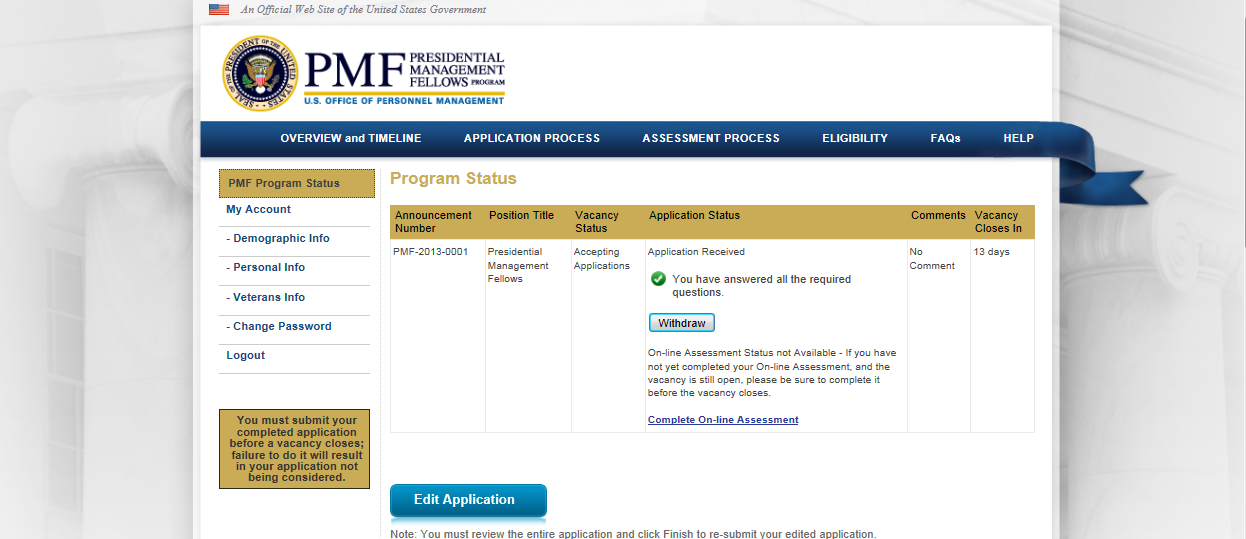 An Official Web Site of the United States Government
PMF PRESIDENTIAL
MANAGEMENT
FELLOWS PROGRAM
U.S. OFFICE OF PERSONNEL MANAGEMENT
SEAL OF THE PRESIDENT OF THE UNITED STATES
OVERVIEW and TIMELINE APPLICATION PROCESS ASSESSMENT PROCESS ELIGIBILITY FAQs HELP
PMF Program Status
My Account
- Demographic Info
- Personal Info
- Veterans Info
- Change Password
Logout
You must submit your
completed application
before a vacancy closes;
failure to do it will result
in your application not
being considered.
Program Status
Announcement
Number
Position Title
Vacancy
Status
Application Status
Comments
Vacancy
Closes In
PMF-2013-0001
Presidential
Management
Fellows
Accepting
Applications
Application Received
You have answered all the required
questions.
Withdraw
On-line Assessment Status not Available - If you have
not yet completed your On-line Assessment, and the
vacancy is still open, please be sure to complete it
before the vacancy closes.
Complete On-line Assessment
No
Comment
13 days
Edit Application
Note: You must review the entire application and click Finish to re-submit your edited application.